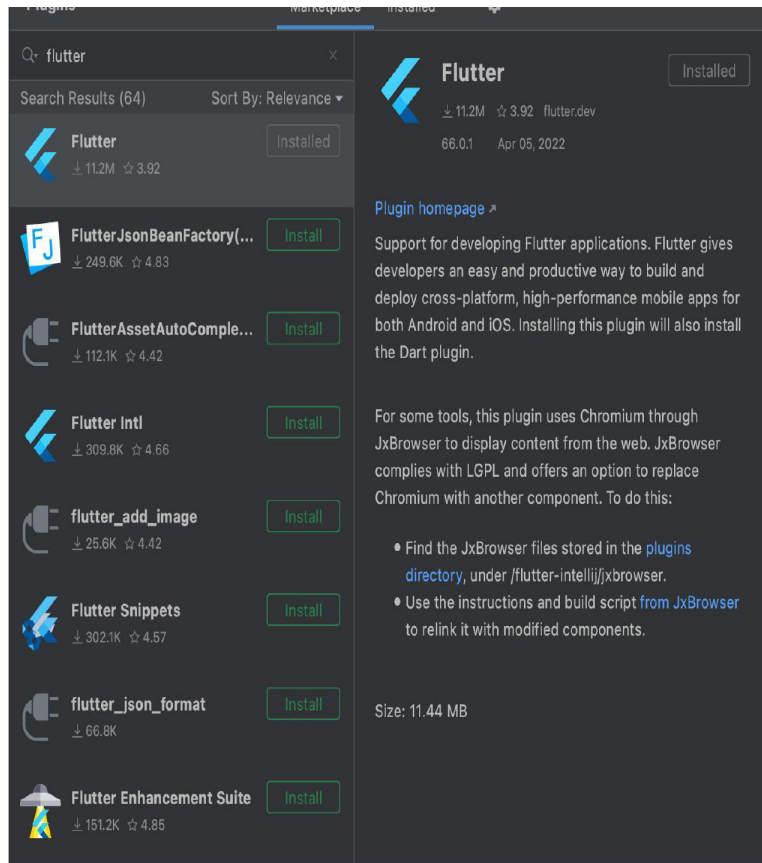 Plugins
Marketplace
Installed
flutter
Search Results (64)
Sort By: Relevance
Flutter
11.2M 3.92
Installed
FlutterJsonBeanFactory(...
249.6K 4.83
Install
FlutterAssetAutoComple...
112.1K 4.42
Install
Flutter Intl
309.8K 4.66
Install
flutter_add_image
25.6K 4.42
Install
Flutter Snippets
302.1K 4.57
Install
flutter_json_format
66.8K
Install
Flutter Enhancement Suite
151.2K 4.85
Install
Flutter
Installed
11.2M 3.92 flutter.dev
66.0.1 Apr 05, 2022
Plugin homepage ↗
Support for developing Flutter applications. Flutter gives
developers an easy and productive way to build and
deploy cross-platform, high-performance mobile apps for
both Android and iOS. Installing this plugin will also install
the Dart plugin.
For some tools, this plugin uses Chromium through
JxBrowser to display content from the web. JxBrowser
complies with LGPL and offers an option to replace
Chromium with another component. To do this:
• Find the JxBrowser files stored in the plugins
directory, under /flutter-intellij/jxbrowser.
• Use the instructions and build script from JxBrowser
to relink it with modified components.
Size: 11.44 MB